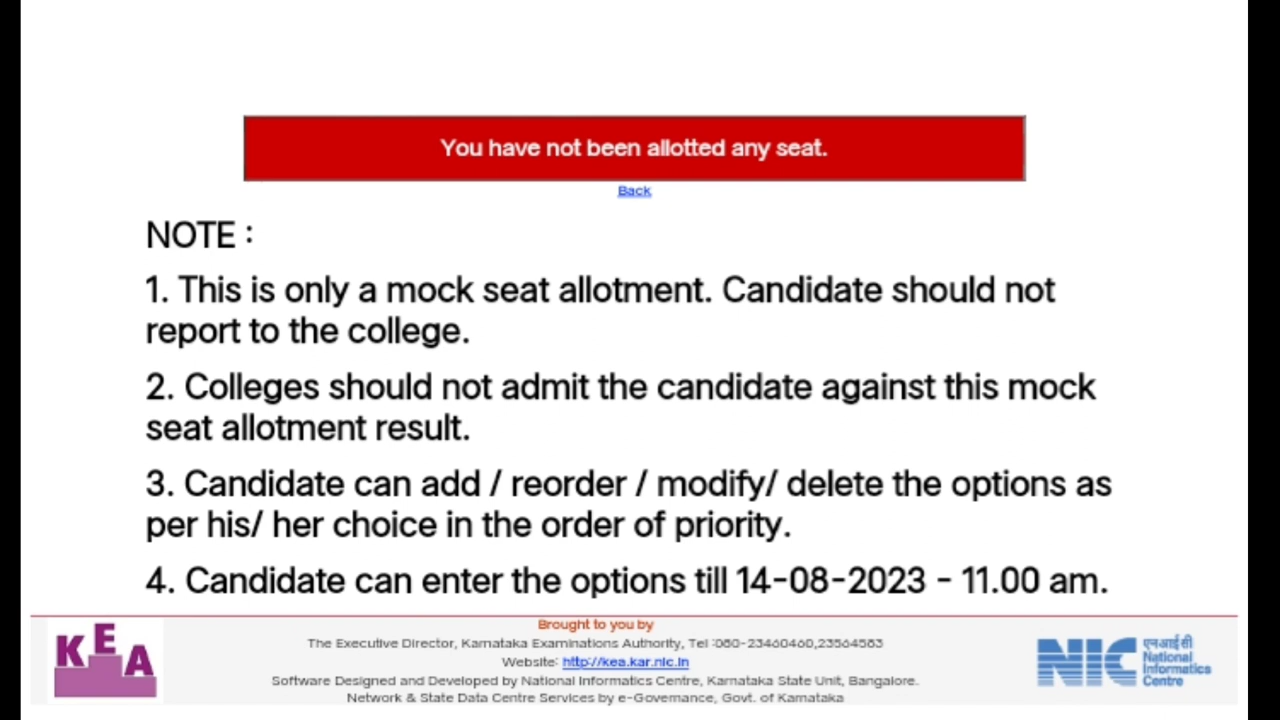 You have not been allotted any seat.
Back
NOTE :
1. This is only a mock seat allotment. Candidate should not
report to the college.
2. Colleges should not admit the candidate against this mock
seat allotment result.
3. Candidate can add / reorder / modify/ delete the options as
per his/ her choice in the order of priority.
4. Candidate can enter the options till 14-08-2023 - 11.00 am.
KEA
Brought to you by
The Executive Director, Karnataka Examinations Authority, Tel :080-23460460,23564583
Website: http://kea.kar.nic.in
Software Designed and Developed by National Informatics Centre, Karnataka State Unit, Bangalore.
Network & State Data Centre Services by e-Governance, Govt. of Karnataka
NIC
एनआईसी
National
Informatics
Centre